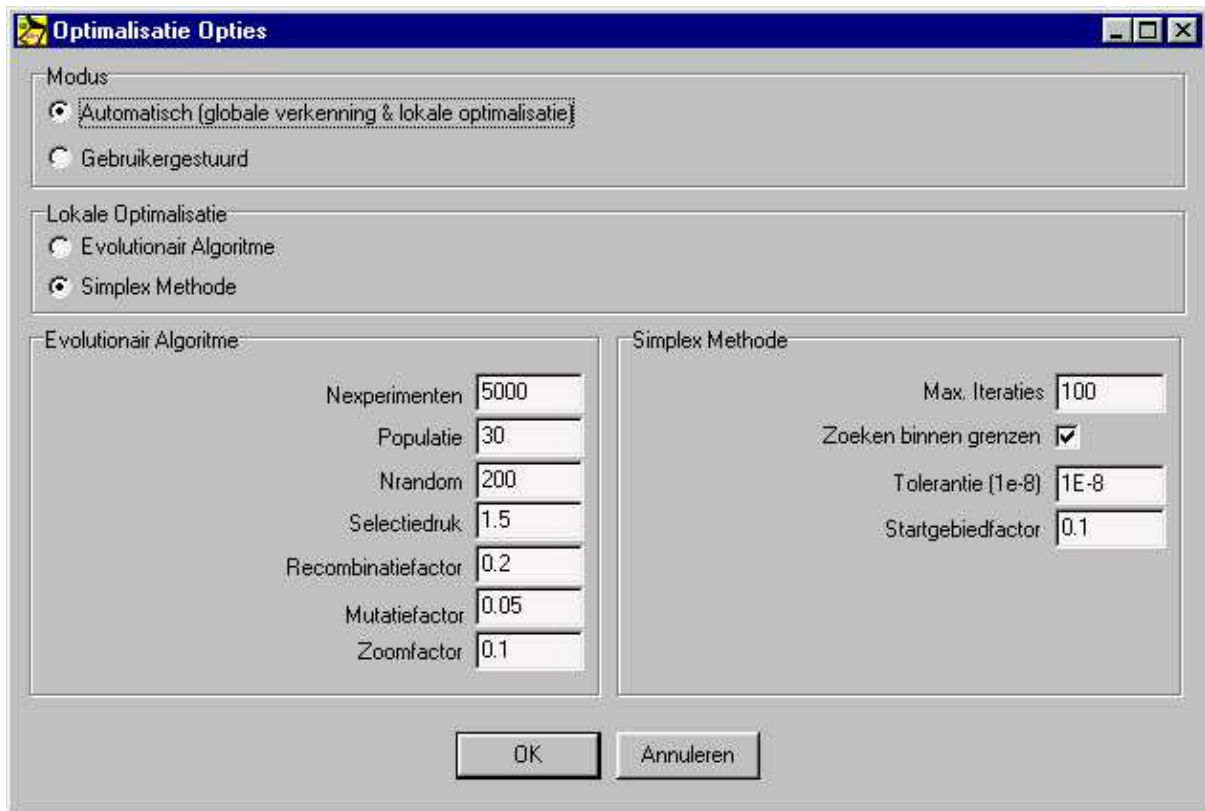 Optimalisatie Opties
Modus
Automatisch (globale verkenning & lokale optimalisatie)
Gebruikergestuurd
Lokale Optimalisatie
Evolutionair Algoritme
Simplex Methode
Evolutionair Algoritme
Nexperimenten 5000
Populatie 30
Nrandom 200
Selectiedruk 1.5
Recombinatiefactor 0.2
Mutatiefactor 0.05
Zoomfactor 0.1
Simplex Methode
Max. Iteraties 100
Zoeken binnen grenzen
Tolerantie (1e-8) 1E-8
Startgebiedfactor 0.1
OK
Annuleren